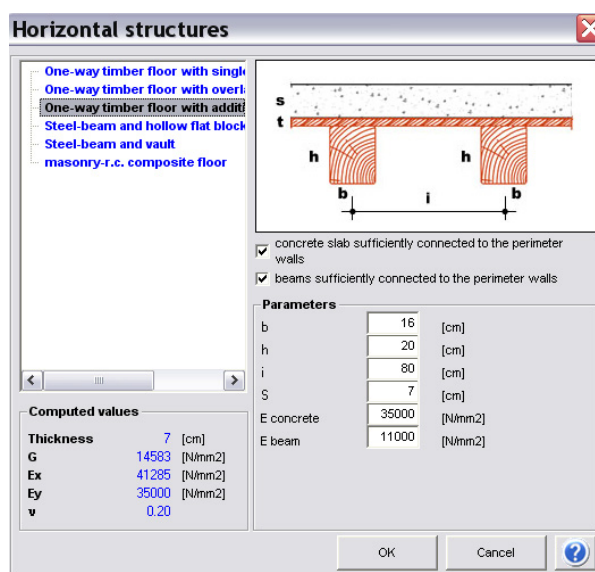 Horizontal structures
One-way timber floor with singl
One-way timber floor with overl
One-way timber floor with additi
Steel-beam and hollow flat block
Steel-beam and vault
masonry-r.c. composite floor
s
t
h h
b b
i
concrete slab sufficiently connected to the perimeter
walls
beams sufficiently connected to the perimeter walls
Parameters
b 16 [cm]
h 20 [cm]
i 80 [cm]
S 7 [cm]
E concrete 35000 [N/mm2]
E beam 11000 [N/mm2]
Computed values
Thickness 7 [cm]
G 14583 [N/mm2]
Ex 41285 [N/mm2]
Ey 35000 [N/mm2]
ν 0.20
OK Cancel ?